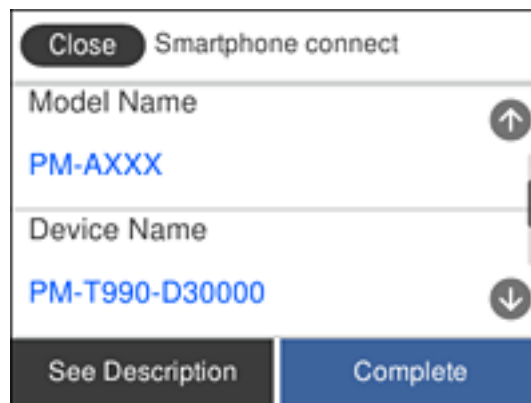 Close Smartphone connect
Model Name
PM-AXXX
Device Name
PM-T990-D30000
See Description Complete